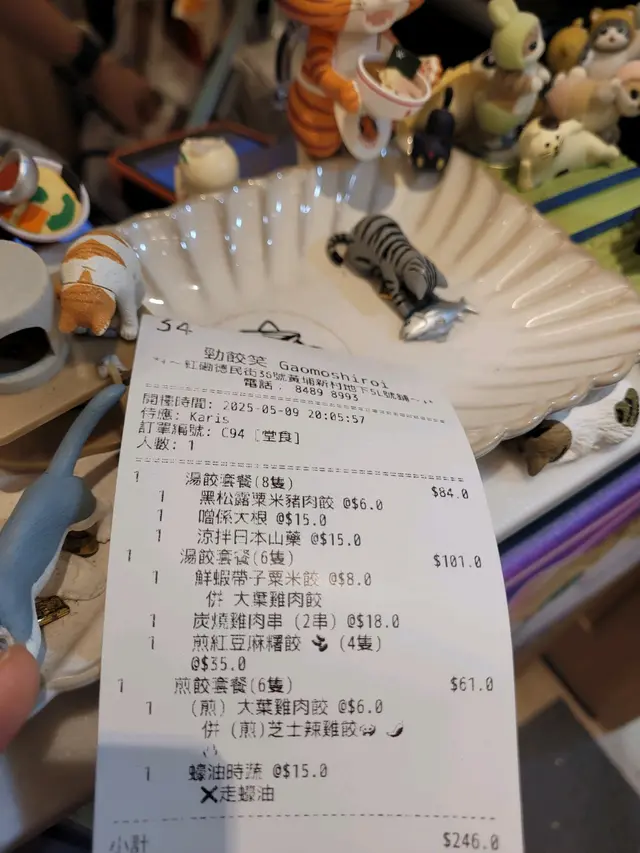 54
勁餃笑 Gaomoshiroi
紅磡德民街36號黃埔新村地下5L號舖
電話: 8489 8993
開檯時間: 2025-05-09 20:05:57
侍應: Karis
訂單編號: C94 [堂食]
人數: 1
1 湯餃套餐(8隻) $84.0
1 黑松露粟米豬肉餃 @$6.0
1 噹係大根 @$15.0
1 涼拌日本山藥 @$15.0
1 湯餃套餐(6隻) $101.0
1 鮮蝦帶子粟米餃 @$8.0
併 大葉雞肉餃
1 炭燒雞肉串 (2串) @$18.0
1 煎紅豆麻糬餃 (4隻)
@$35.0
1 煎餃套餐(6隻) $61.0
1 (煎) 大葉雞肉餃 @$6.0
併 (煎)芝士辣雞餃
1 蠔油時蔬 @$15.0
✕走蠔油
小計 $246.0